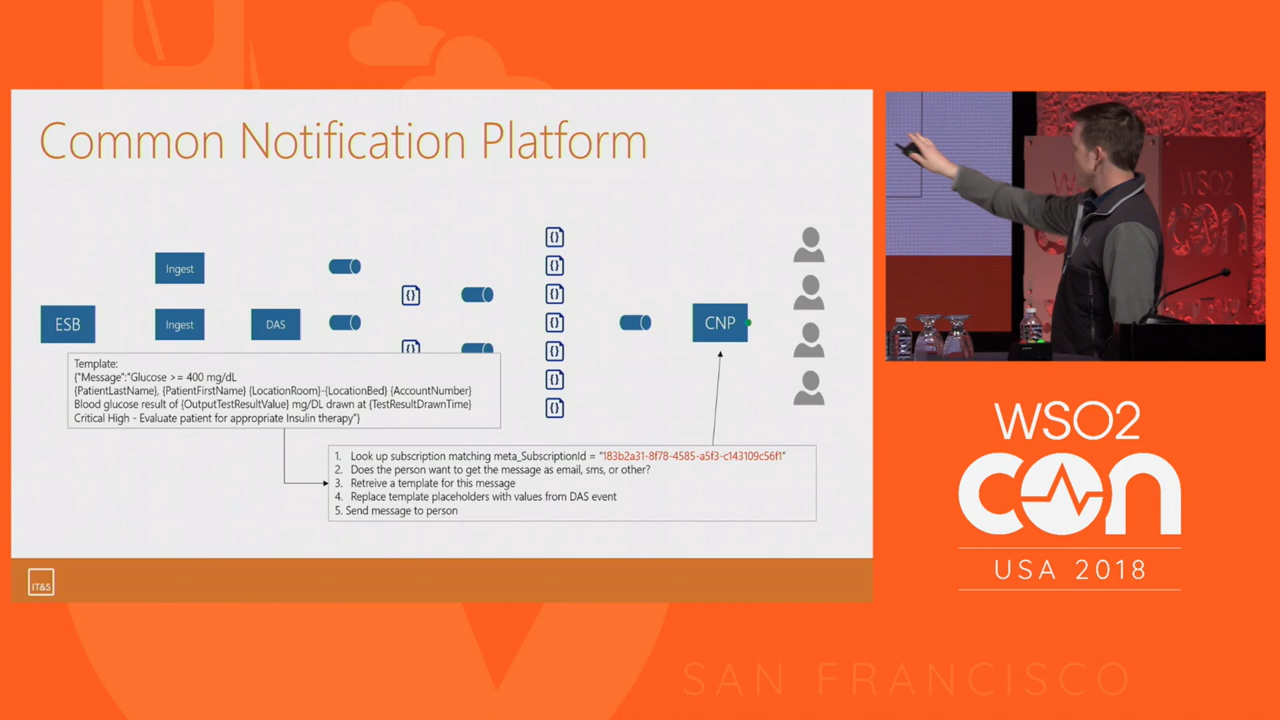 Common Notification Platform
Ingest
ESB
Ingest
DAS
CNP
{}
{}
{}
{}
{}
{}
{}
{}
{}
Template:
{"Message":"Glucose >= 400 mg/dL
{PatientLastName}, {PatientFirstName} {LocationRoom}-{LocationBed} {AccountNumber}
Blood glucose result of {OutputTestResultValue} mg/DL drawn at {TestResultDrawnTime}
Critical High - Evaluate patient for appropriate Insulin therapy"}
1. Look up subscription matching meta_SubscriptionId = "183b2a31-8f78-4585-a5f3-c143109c56f1"
2. Does the person want to get the message as email, sms, or other?
3. Retreive a template for this message
4. Replace template placeholders with values from DAS event
5. Send message to person
IT&S
WSO2
CON
WSO2
con
USA 2018
SAN FRANCISCO